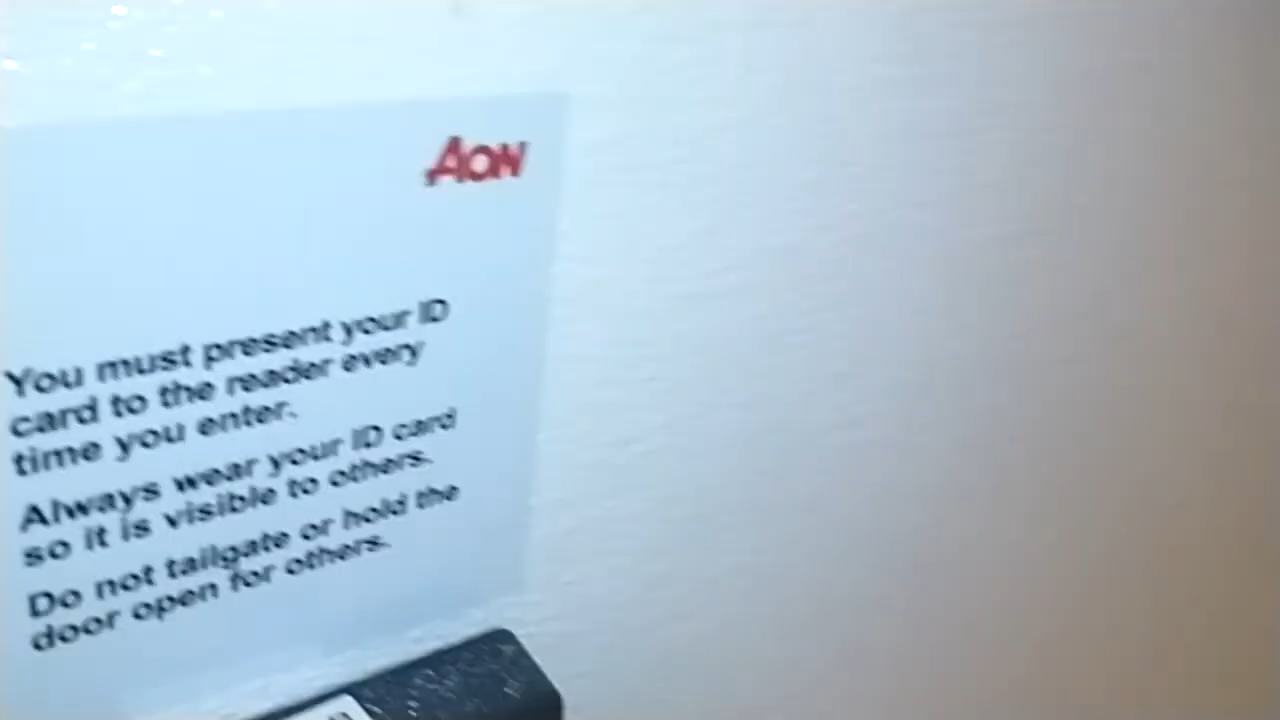 AON
You must present your ID
card to the reader every
time you enter.
Always wear your ID card
so it is visible to others.
Do not tailgate or hold the
door open for others.